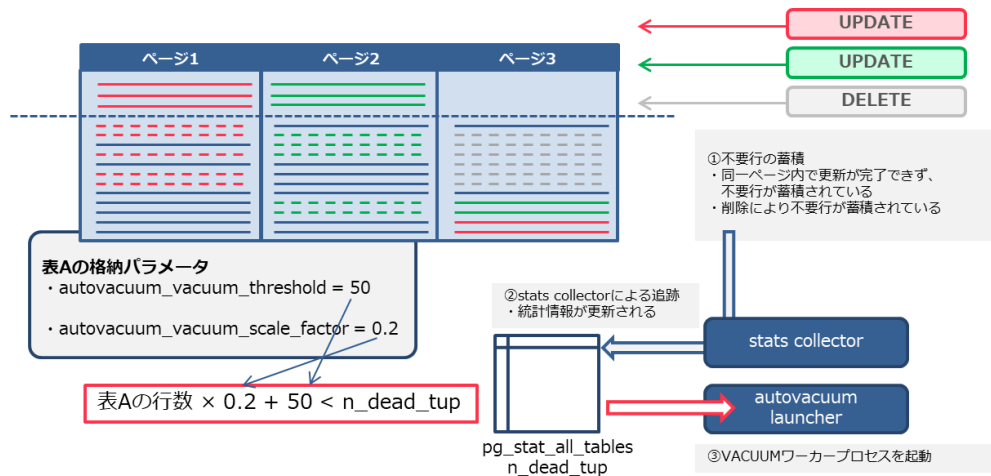 UPDATE
UPDATE
DELETE
ページ1
ページ2
ページ3
①不要行の蓄積
・同一ページ内で更新が完了できず、
不要行が蓄積されている
・削除により不要行が蓄積されている
表Aの格納パラメータ
・autovacuum_vacuum_threshold = 50
・autovacuum_vacuum_scale_factor = 0.2
表Aの行数 × 0.2 + 50 < n_dead_tup
②stats collectorによる追跡
・統計情報が更新される
stats collector
autovacuum
launcher
pg_stat_all_tables
n_dead_tup
③VACUUMワーカープロセスを起動